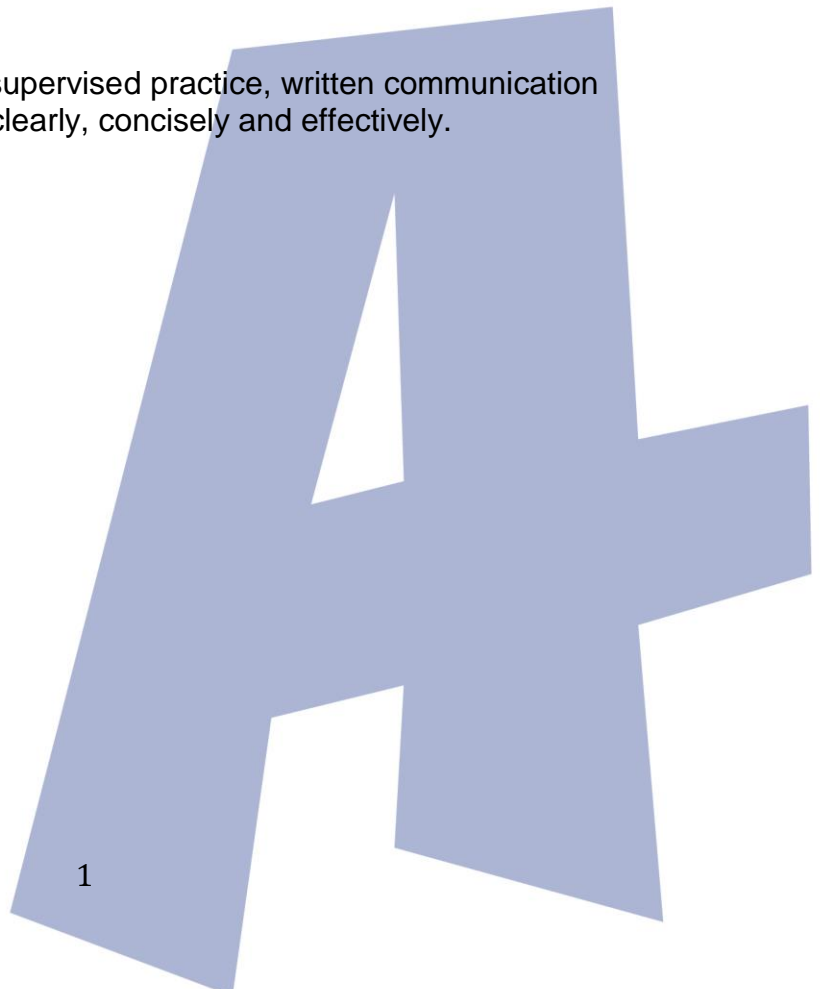 supervised practice, written communication
clearly, concisely and effectively.
A
1